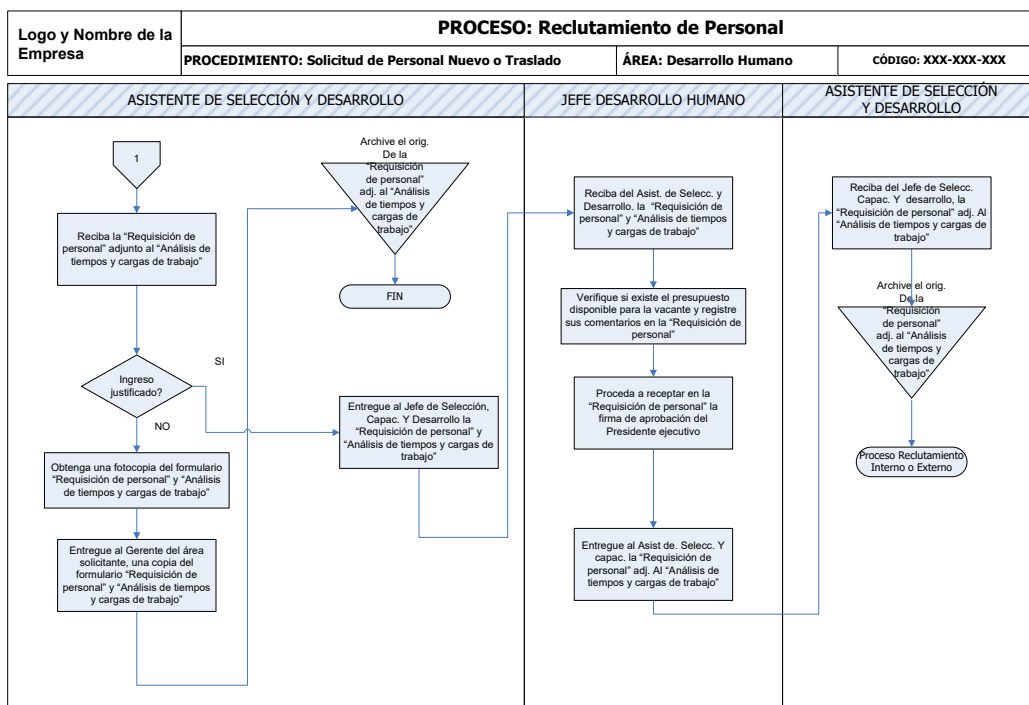 Logo y Nombre de la
Empresa
PROCESO: Reclutamiento de Personal
PROCEDIMIENTO: Solicitud de Personal Nuevo o Traslado
ÁREA: Desarrollo Humano
CÓDIGO: XXX-XXX-XXX
ASISTENTE DE SELECCIÓN Y DESARROLLO
JEFE DESARROLLO HUMANO
ASISTENTE DE SELECCIÓN
Y DESARROLLO
1
Reciba la “Requisición de
personal” adjunto al “Análisis de
tiempos y cargas de trabajo”
Ingreso
justificado?
SI
NO
Obtenga una fotocopia del formulario
“Requisición de personal” y “Análisis
de tiempos y cargas de trabajo”
Entregue al Gerente del área
solicitante, una copia del
formulario “Requisición de
personal” y “Análisis de tiempos
y cargas de trabajo”
Archive el orig.
De la
“Requisición
de personal”
adj. al “Análisis
de tiempos y
cargas de
trabajo”
FIN
Entregue al Jefe de Selección,
Capac. Y Desarrollo la
“Requisición de personal” y
“Análisis de tiempos y cargas de
trabajo”
Reciba del Asist. de Selecc. y
Desarrollo. la “Requisición de
personal” y “Análisis de tiempos
y cargas de trabajo”
Verifique si existe el presupuesto
disponible para la vacante y registre
sus comentarios en la “Requisición de
personal”
Proceda a receptar en la
“Requisición de personal” la
firma de aprobación del
Presidente ejecutivo
Entregue al Asist de. Selecc. Y
capac. la “Requisición de
personal” adj. Al “Análisis de
tiempos y cargas de trabajo”
Reciba del Jefe de Selecc.
Capac. Y desarrollo, la
“Requisición de personal” adj. Al
“Análisis de tiempos y cargas de
trabajo”
Archive el orig.
De la
“Requisición
de personal”
adj. al “Análisis
de tiempos y
cargas de
trabajo”
Proceso Reclutamiento
Interno o Externo